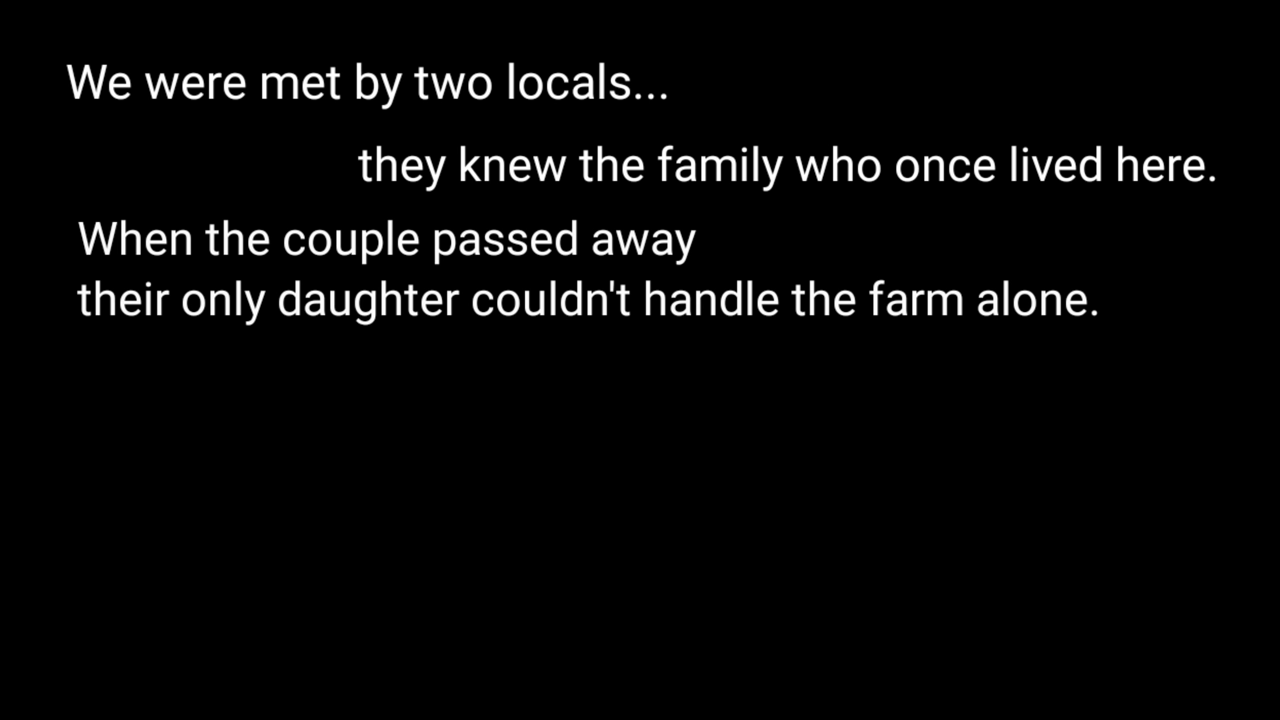 We were met by two locals...
they knew the family who once lived here.
When the couple passed away
their only daughter couldn't handle the farm alone.